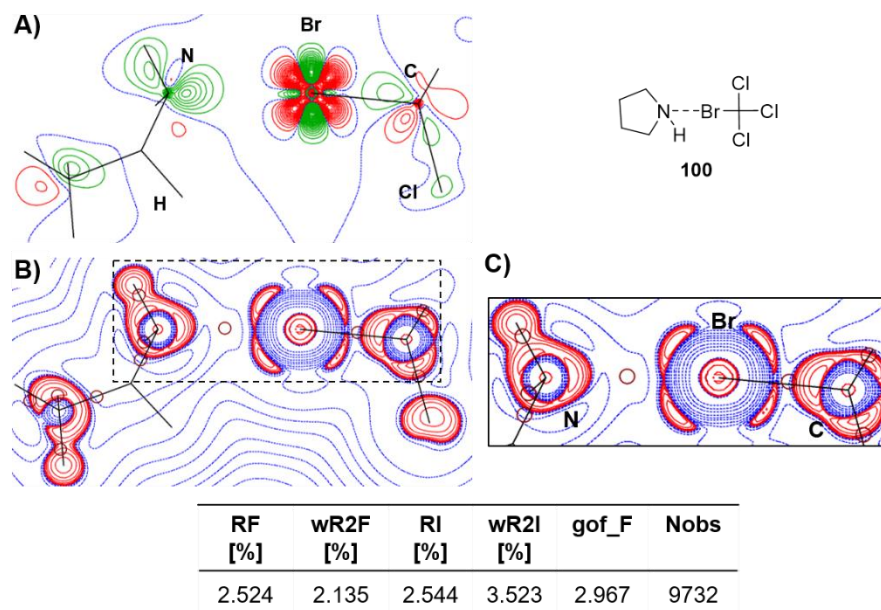 A)
N
Br
C
Cl
H
Cl
N
Br
Cl
H
Cl
100
B)
C)
Br
N
C
RF wR2F RI wR2I gof_F Nobs
[%] [%] [%] [%]
2.524 2.135 2.544 3.523 2.967 9732